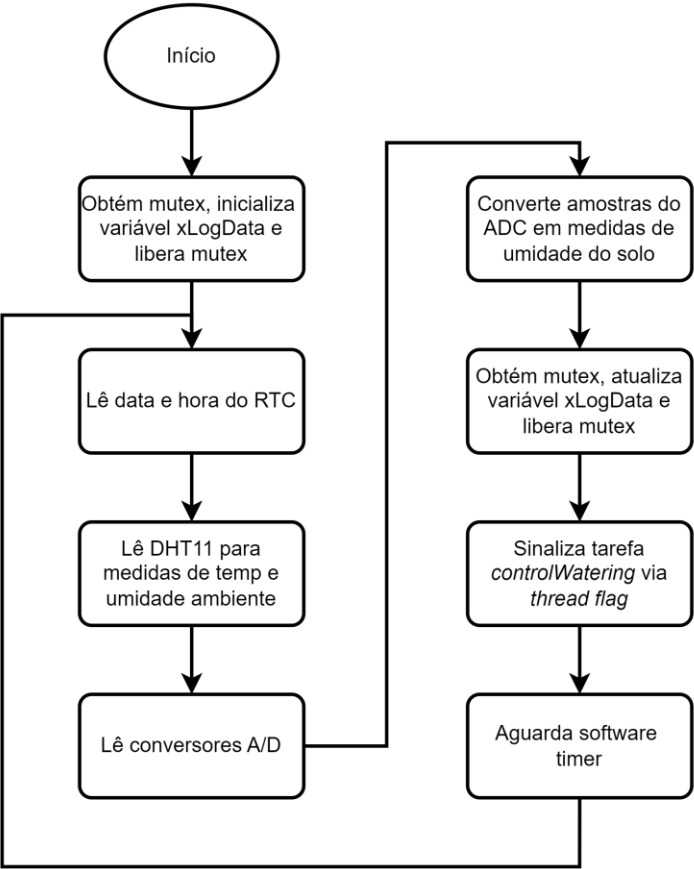 Início
Obtém mutex, inicializa
variável xLogData e
libera mutex
Lê data e hora do RTC
Lê DHT11 para
medidas de temp e
umidade ambiente
Lê conversores A/D
Converte amostras do
ADC em medidas de
umidade do solo
Obtém mutex, atualiza
variável xLogData e
libera mutex
Sinaliza tarefa
controlWatering via
thread flag
Aguarda software
timer